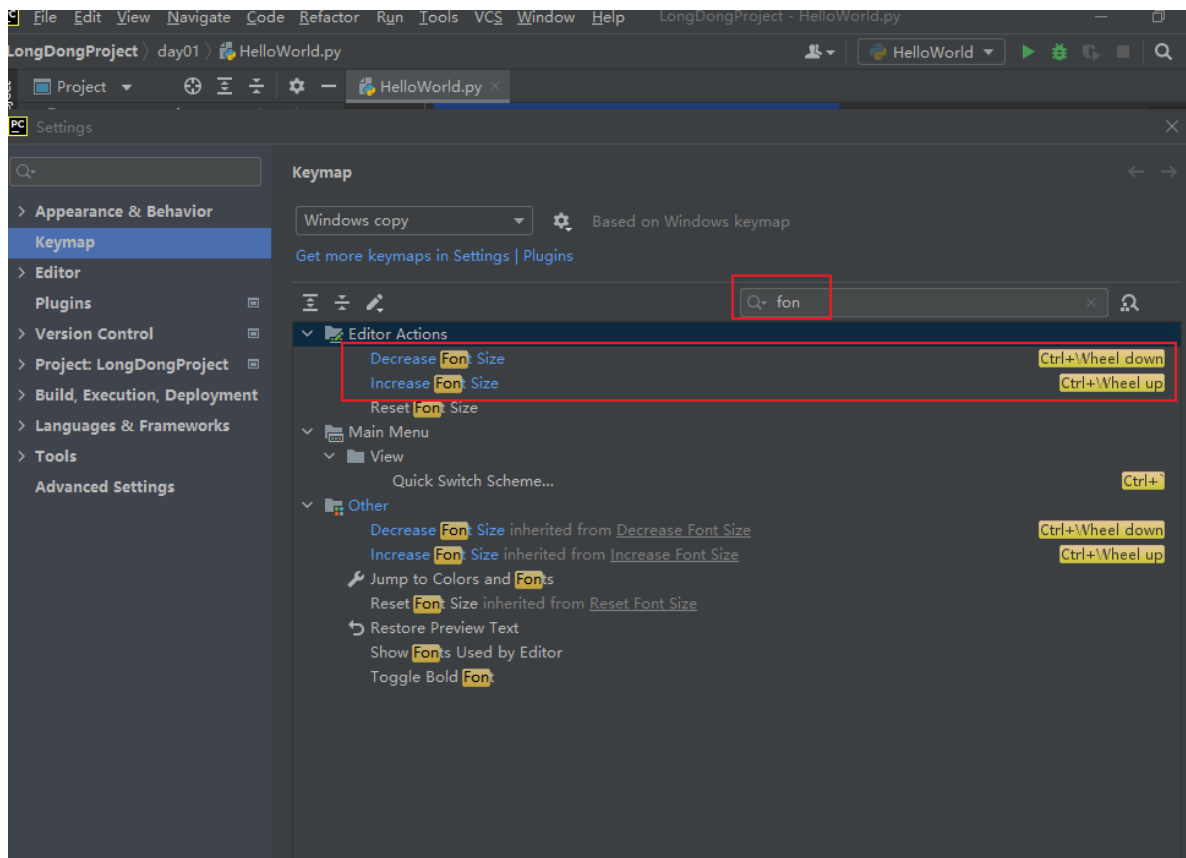 File Edit View Navigate Code Refactor Run Tools VCS Window Help LongDongProject - HelloWorld.py
LongDongProject day01 HelloWorld.py HelloWorld
Project HelloWorld.py
PC Settings
Keymap
Appearance & Behavior
Keymap
Editor
Plugins
Version Control
Project: LongDongProject
Build, Execution, Deployment
Languages & Frameworks
Tools
Advanced Settings
Windows copy Based on Windows keymap
Get more keymaps in Settings | Plugins
fon
Editor Actions
Decrease Font Size Ctrl+Wheel down
Increase Font Size Ctrl+Wheel up
Reset Font Size
Main Menu
View
Quick Switch Scheme... Ctrl+`
Other
Decrease Font Size inherited from Decrease Font Size Ctrl+Wheel down
Increase Font Size inherited from Increase Font Size Ctrl+Wheel up
Jump to Colors and Fonts
Reset Font Size inherited from Reset Font Size
Restore Preview Text
Show Fonts Used by Editor
Toggle Bold Font